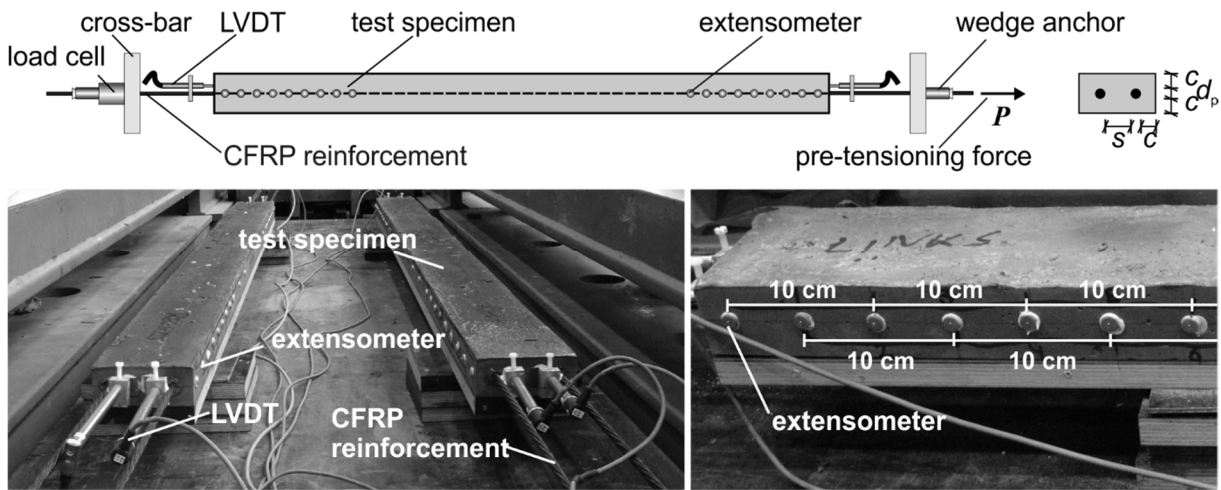 cross-bar
LVDT
test specimen
extensometer
wedge anchor
load cell
CFRP reinforcement
P
pre-tensioning force
c
dp
c
s
c
test specimen
extensometer
LVDT
CFRP
reinforcement
LINKS
10 cm
10 cm
10 cm
10 cm
10 cm
extensometer